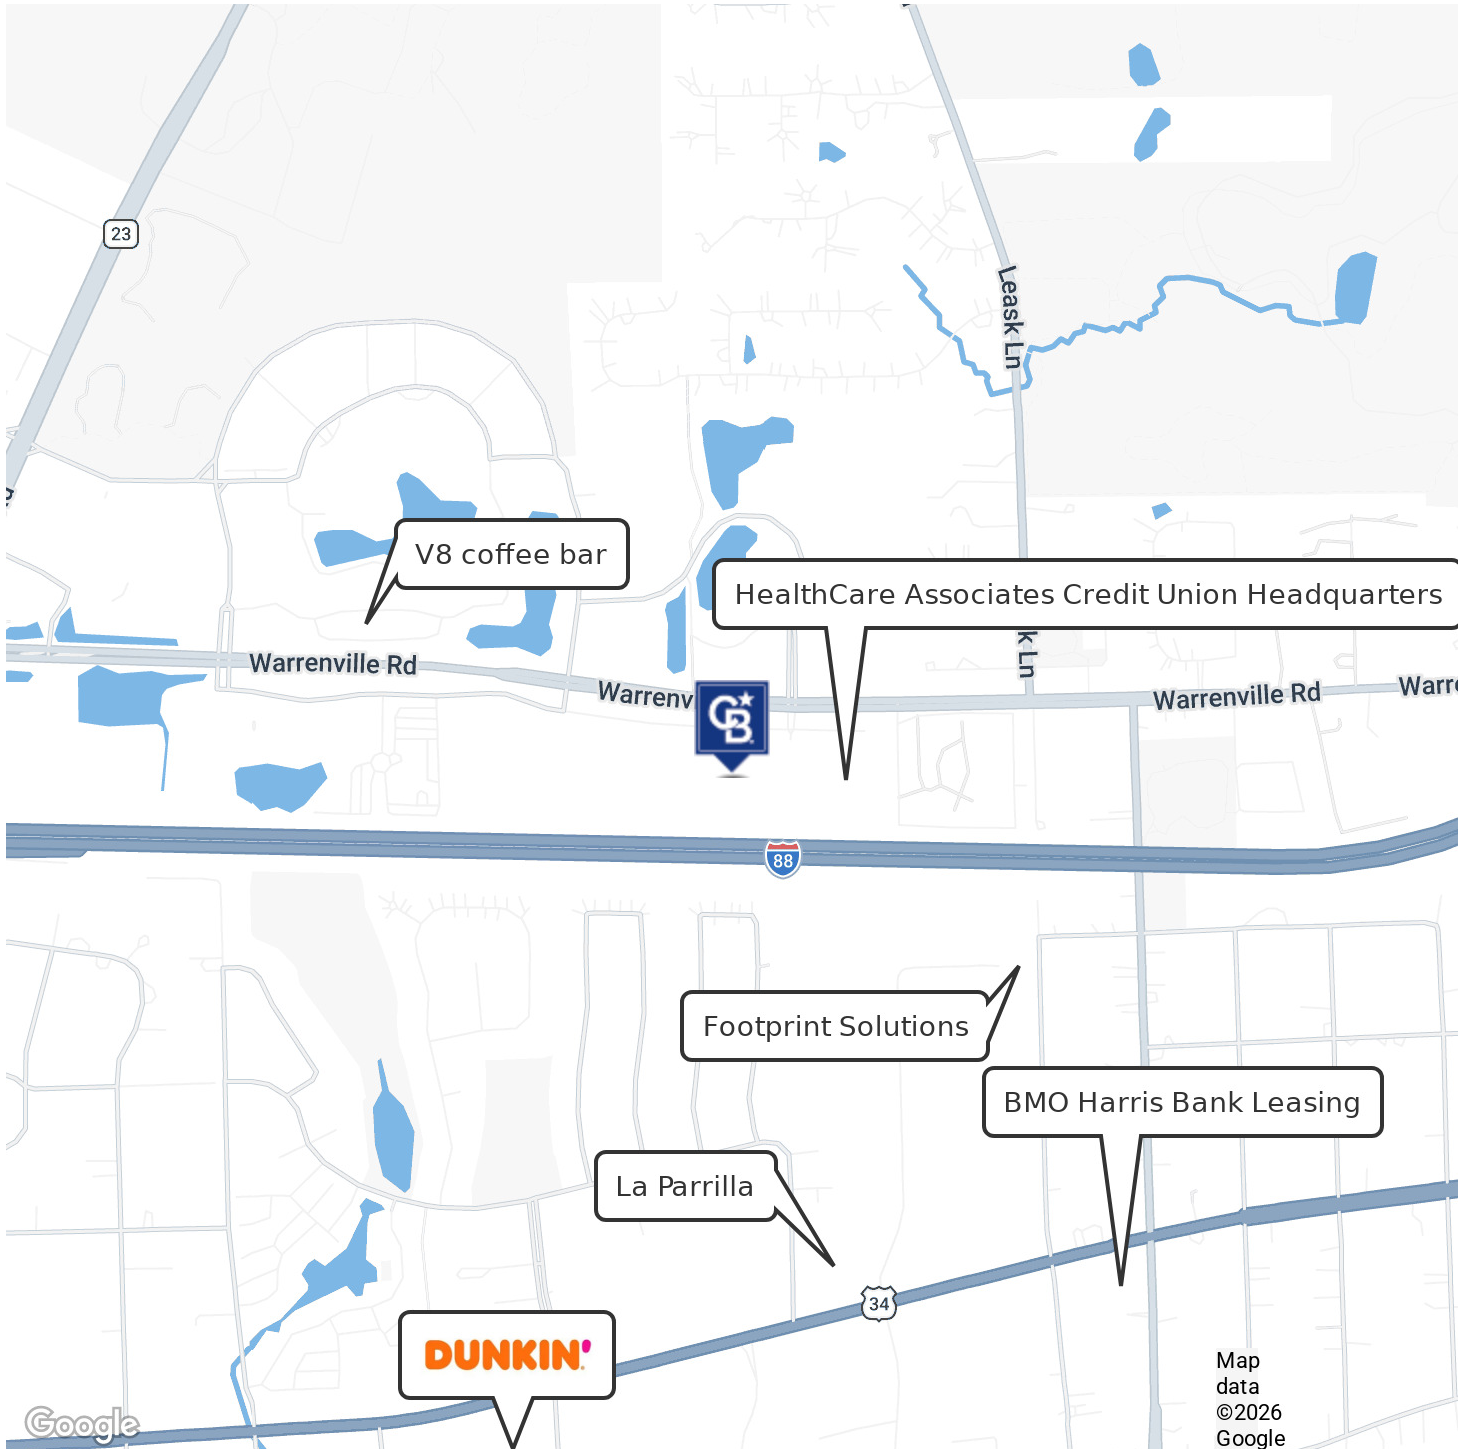 23
Leask Ln
V8 coffee bar
HealthCare Associates Credit Union Headquarters
k Ln
Warrenville Rd
Warrenv
Warrenville Rd
Warre
CB
88
Footprint Solutions
BMO Harris Bank Leasing
La Parrilla
34
DUNKIN'
Map
data
©2026
Google
Google